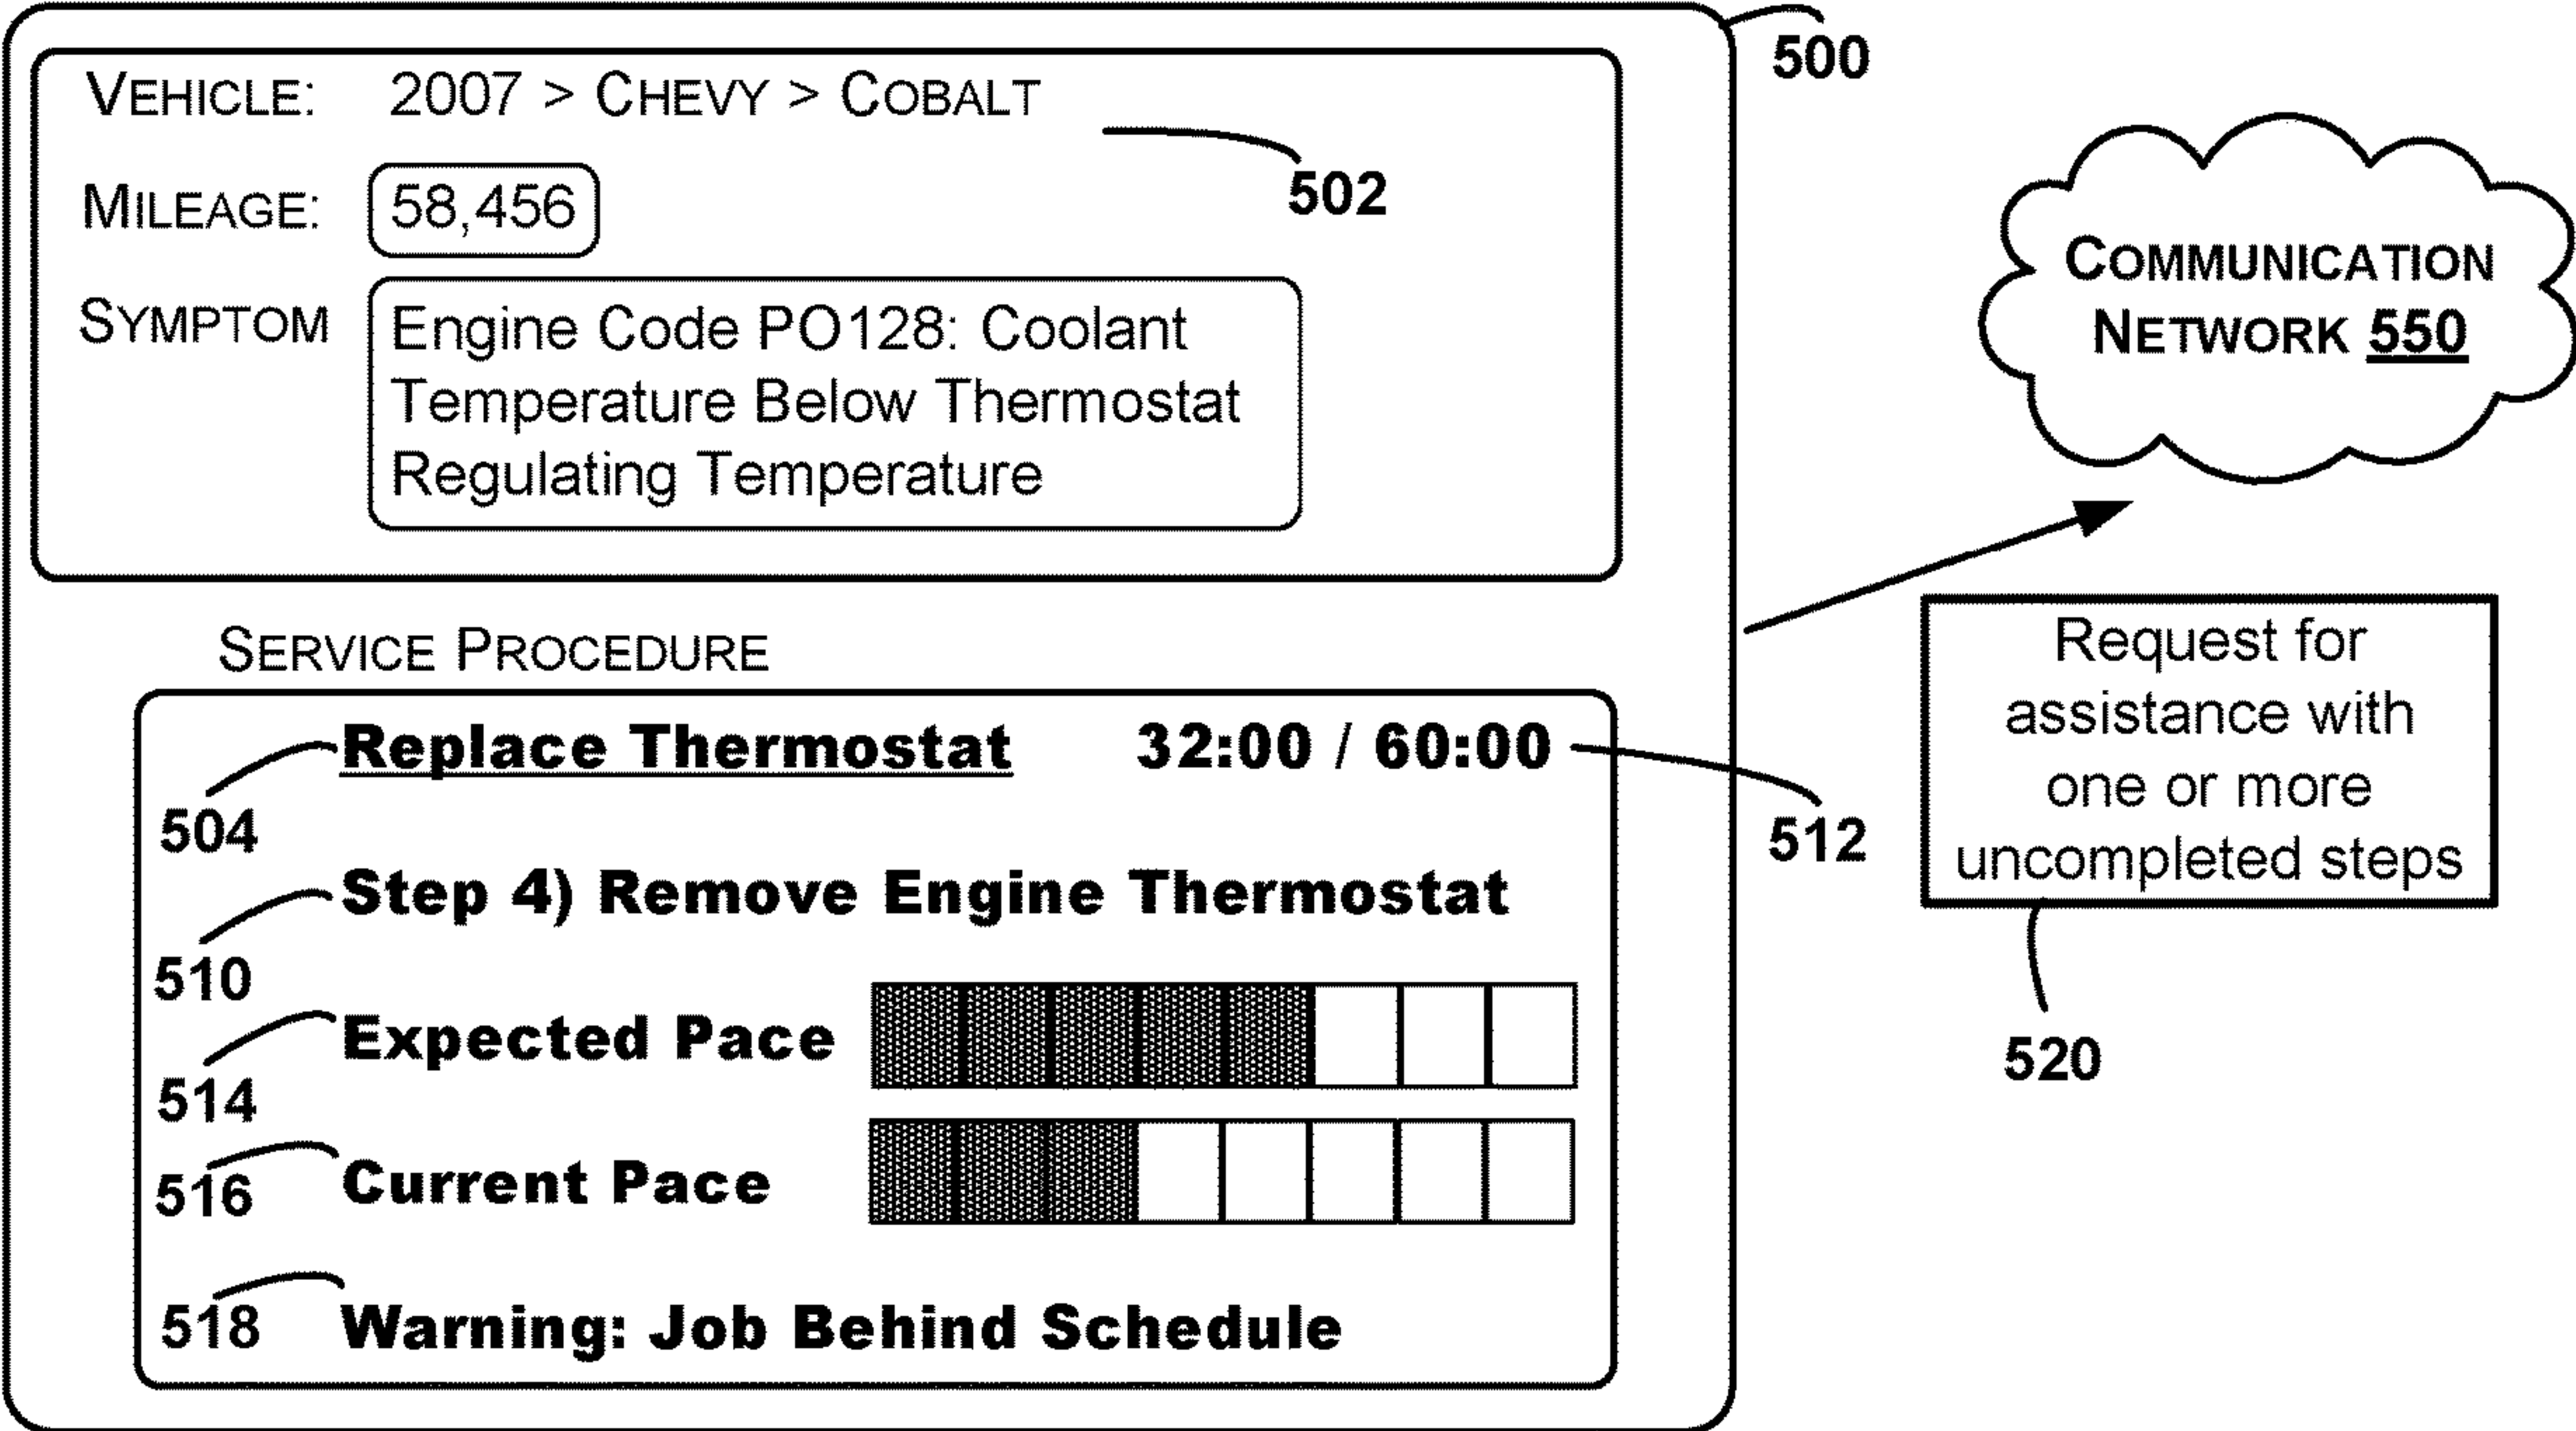 500
VEHICLE: 2007 > CHEVY > COBALT
502
MILEAGE: 58,456
SYMPTOM Engine Code PO128: Coolant
Temperature Below Thermostat
Regulating Temperature
COMMUNICATION
NETWORK 550
SERVICE PROCEDURE
Replace Thermostat 32:00 / 60:00
504
512
Step 4) Remove Engine Thermostat
510
Expected Pace
514
Current Pace
516
Warning: Job Behind Schedule
518
Request for
assistance with
one or more
uncompleted steps
520